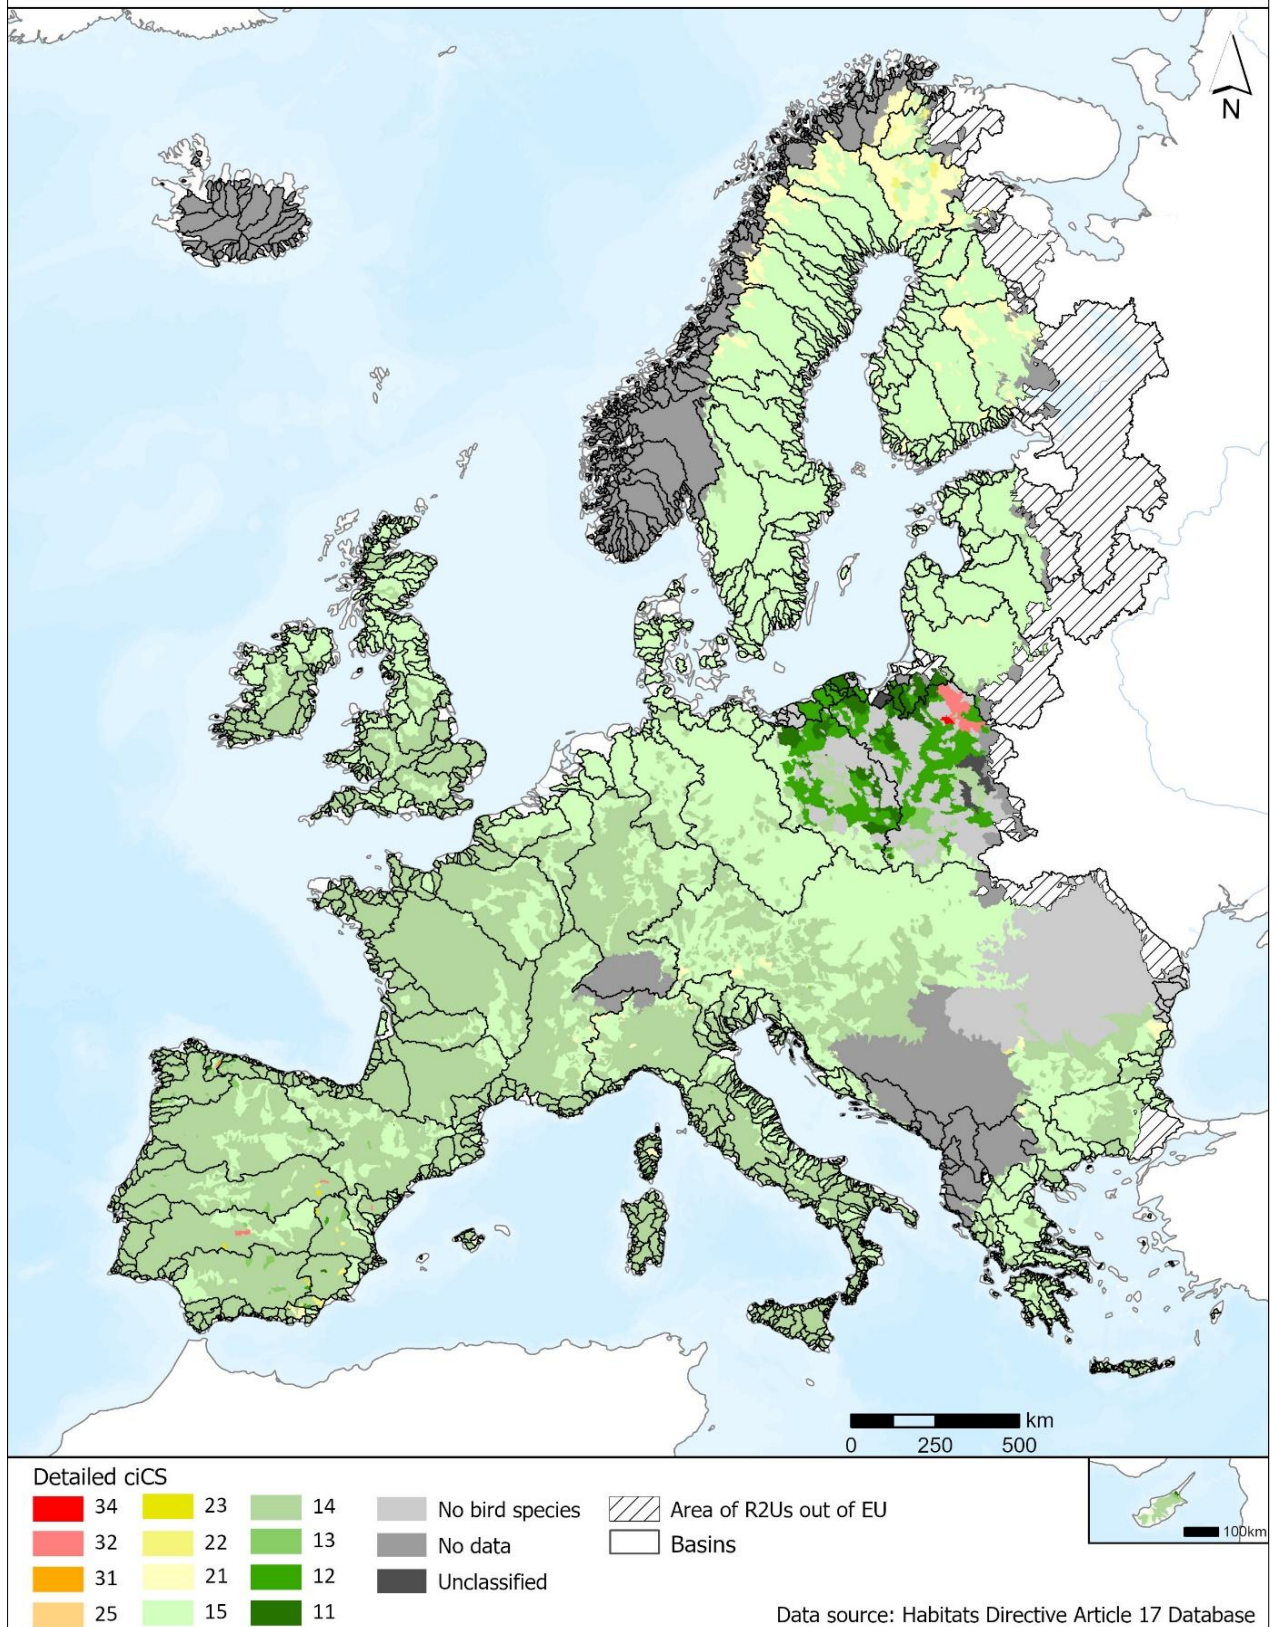 N
km
0 250 500
Detailed ciCS
34 23 14 No bird species Area of R2Us out of EU
32 22 13 No data Basins
31 21 12 Unclassified
25 15 11
100km
Data source: Habitats Directive Article 17 Database